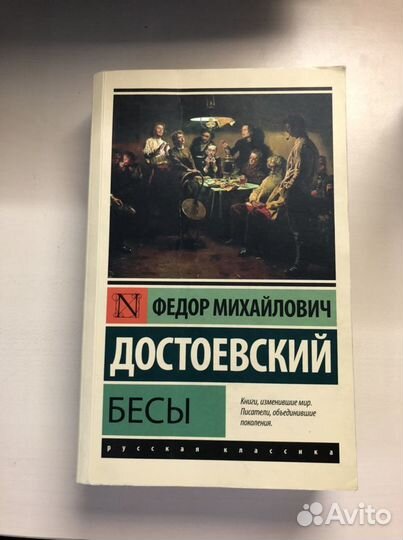 N ФЕДОР МИХАЙЛОВИЧ
ДОСТОЕВСКИЙ
БЕСЫ
Книги, изменившие мир.
Писатели, объединившие
поколения.
русская классика
Avito